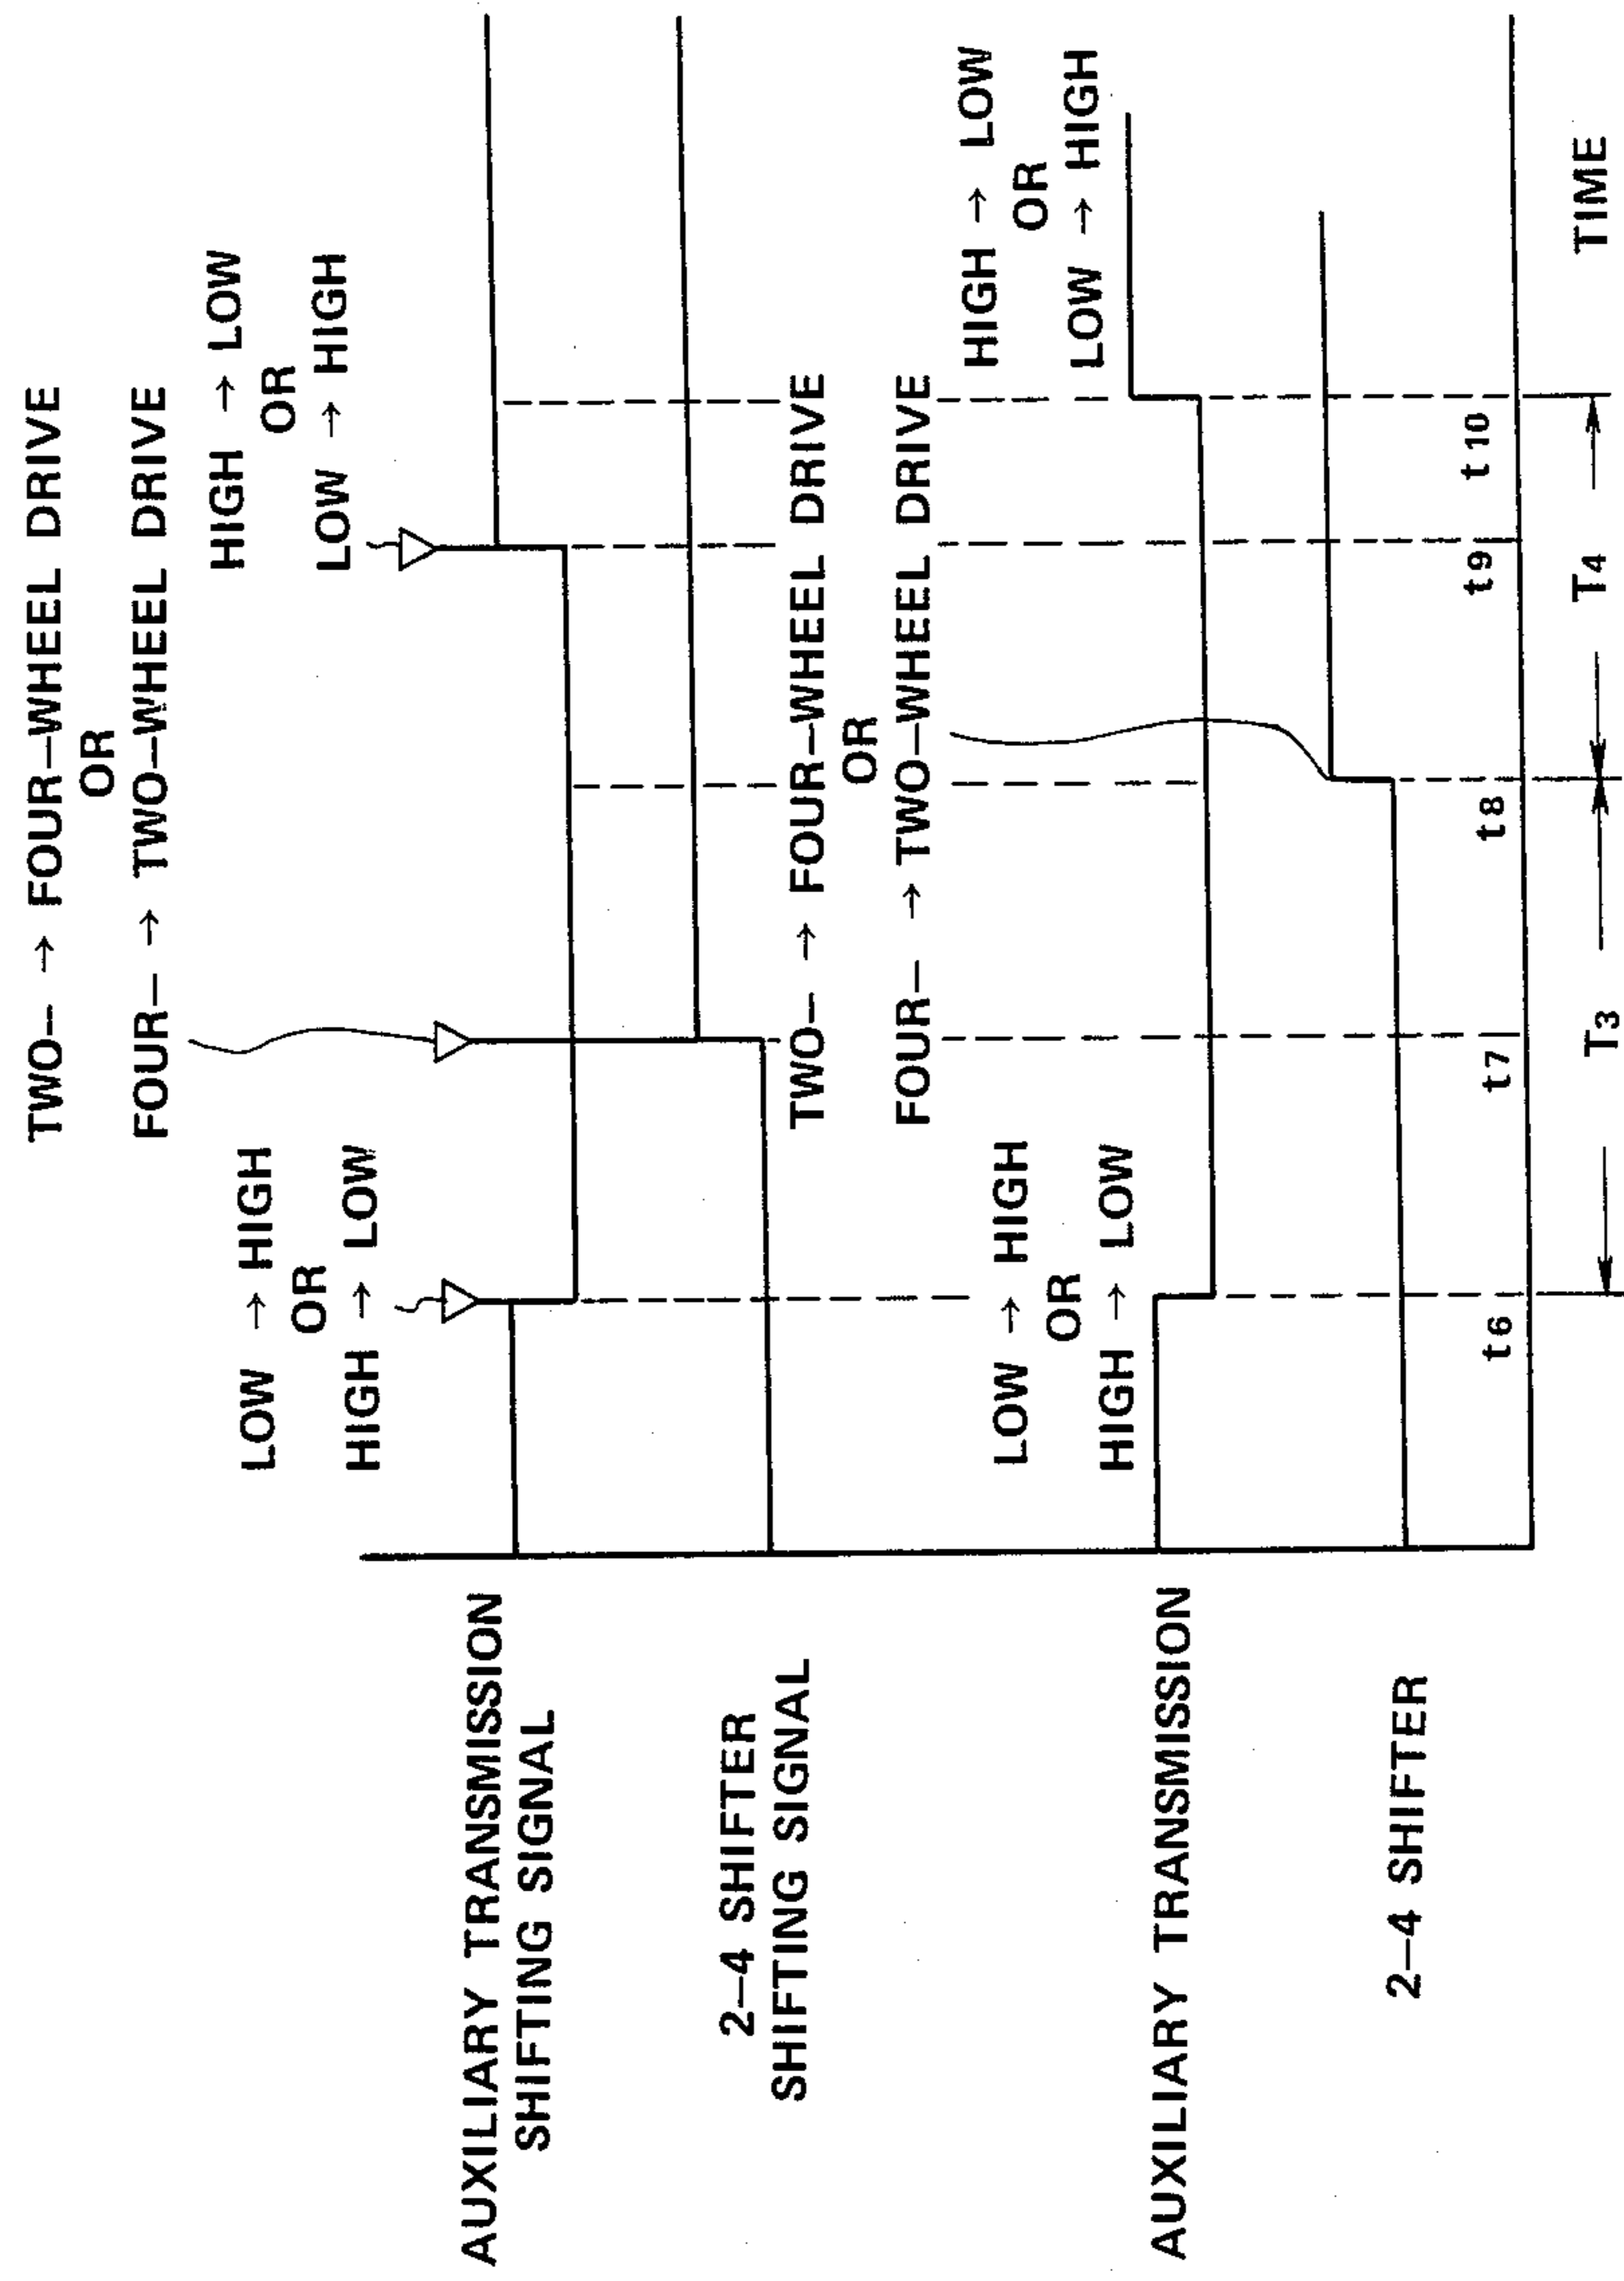 TWO– → FOUR–WHEEL DRIVE
OR
FOUR– → TWO–WHEEL DRIVE
LOW → HIGH
OR
HIGH → LOW
HIGH → LOW
OR
LOW → HIGH
AUXILIARY TRANSMISSION
SHIFTING SIGNAL
2–4 SHIFTER
SHIFTING SIGNAL
TWO– → FOUR–WHEEL DRIVE
OR
FOUR– → TWO–WHEEL DRIVE
LOW → HIGH
OR
HIGH → LOW
HIGH → LOW
OR
LOW → HIGH
AUXILIARY TRANSMISSION
2–4 SHIFTER
t6 t7 t8 t9 t10
T3 T4 TIME